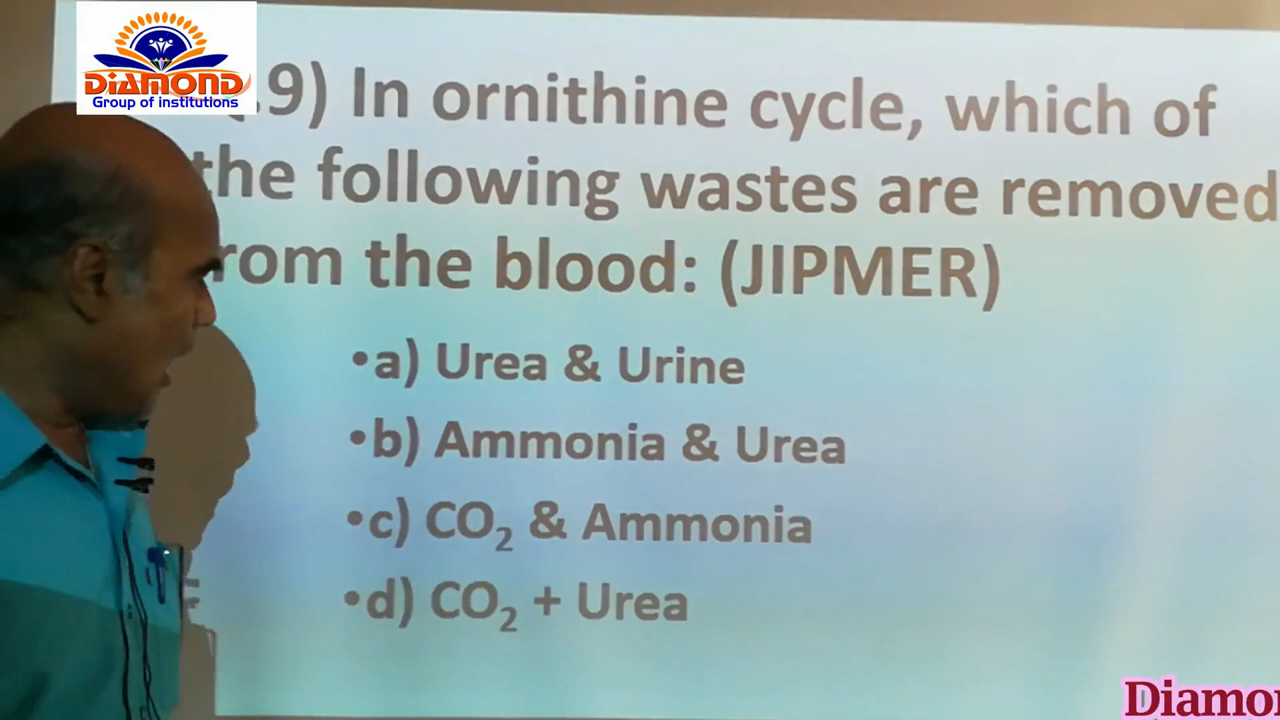 DIAMOND
Group of institutions
.9) In ornithine cycle, which of
the following wastes are removed
rom the blood: (JIPMER)
•a) Urea & Urine
•b) Ammonia & Urea
•c) CO₂ & Ammonia
•d) CO₂ + Urea
Diamo